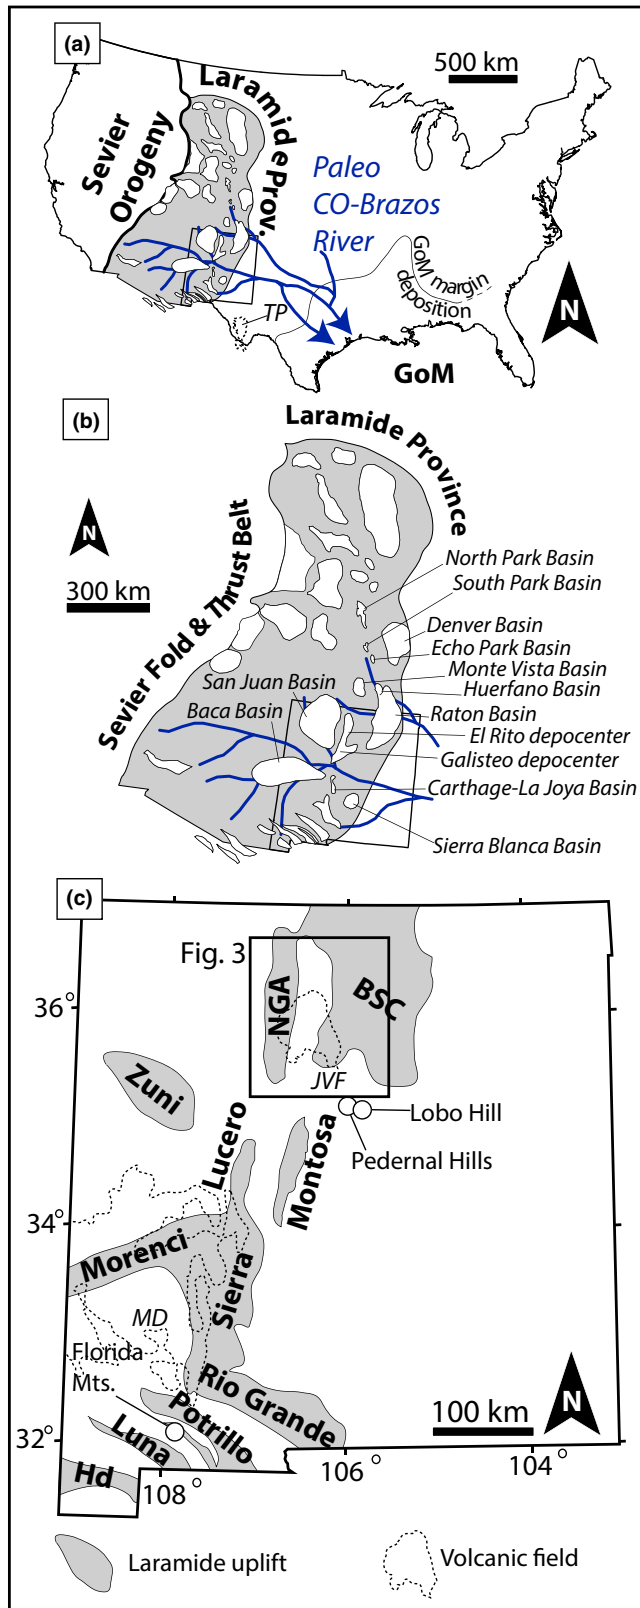 (a)
500 km
Laramide Prov.
Sevier
Orogeny
Paleo
CO-Brazos
River
GoM margin
deposition
N
TP
GoM
(b)
Laramide Province
N
300 km
Sevier Fold & Thrust Belt
North Park Basin
South Park Basin
Denver Basin
Echo Park Basin
Monte Vista Basin
San Juan Basin
Huerfano Basin
Baca Basin
Raton Basin
El Rito depocenter
Galisteo depocenter
Carthage-La Joya Basin
Sierra Blanca Basin
(c)
Fig. 3
NGA
BSC
36°
JVF
Zuni
Lobo Hill
Pedernal Hills
Lucero
Montosa
34°
Morenci
Sierra
MD
Florida
Mts.
Rio Grande
N
100 km
Potrillo
Luna
32°
Hd
108°
106°
104°
Laramide uplift
Volcanic field